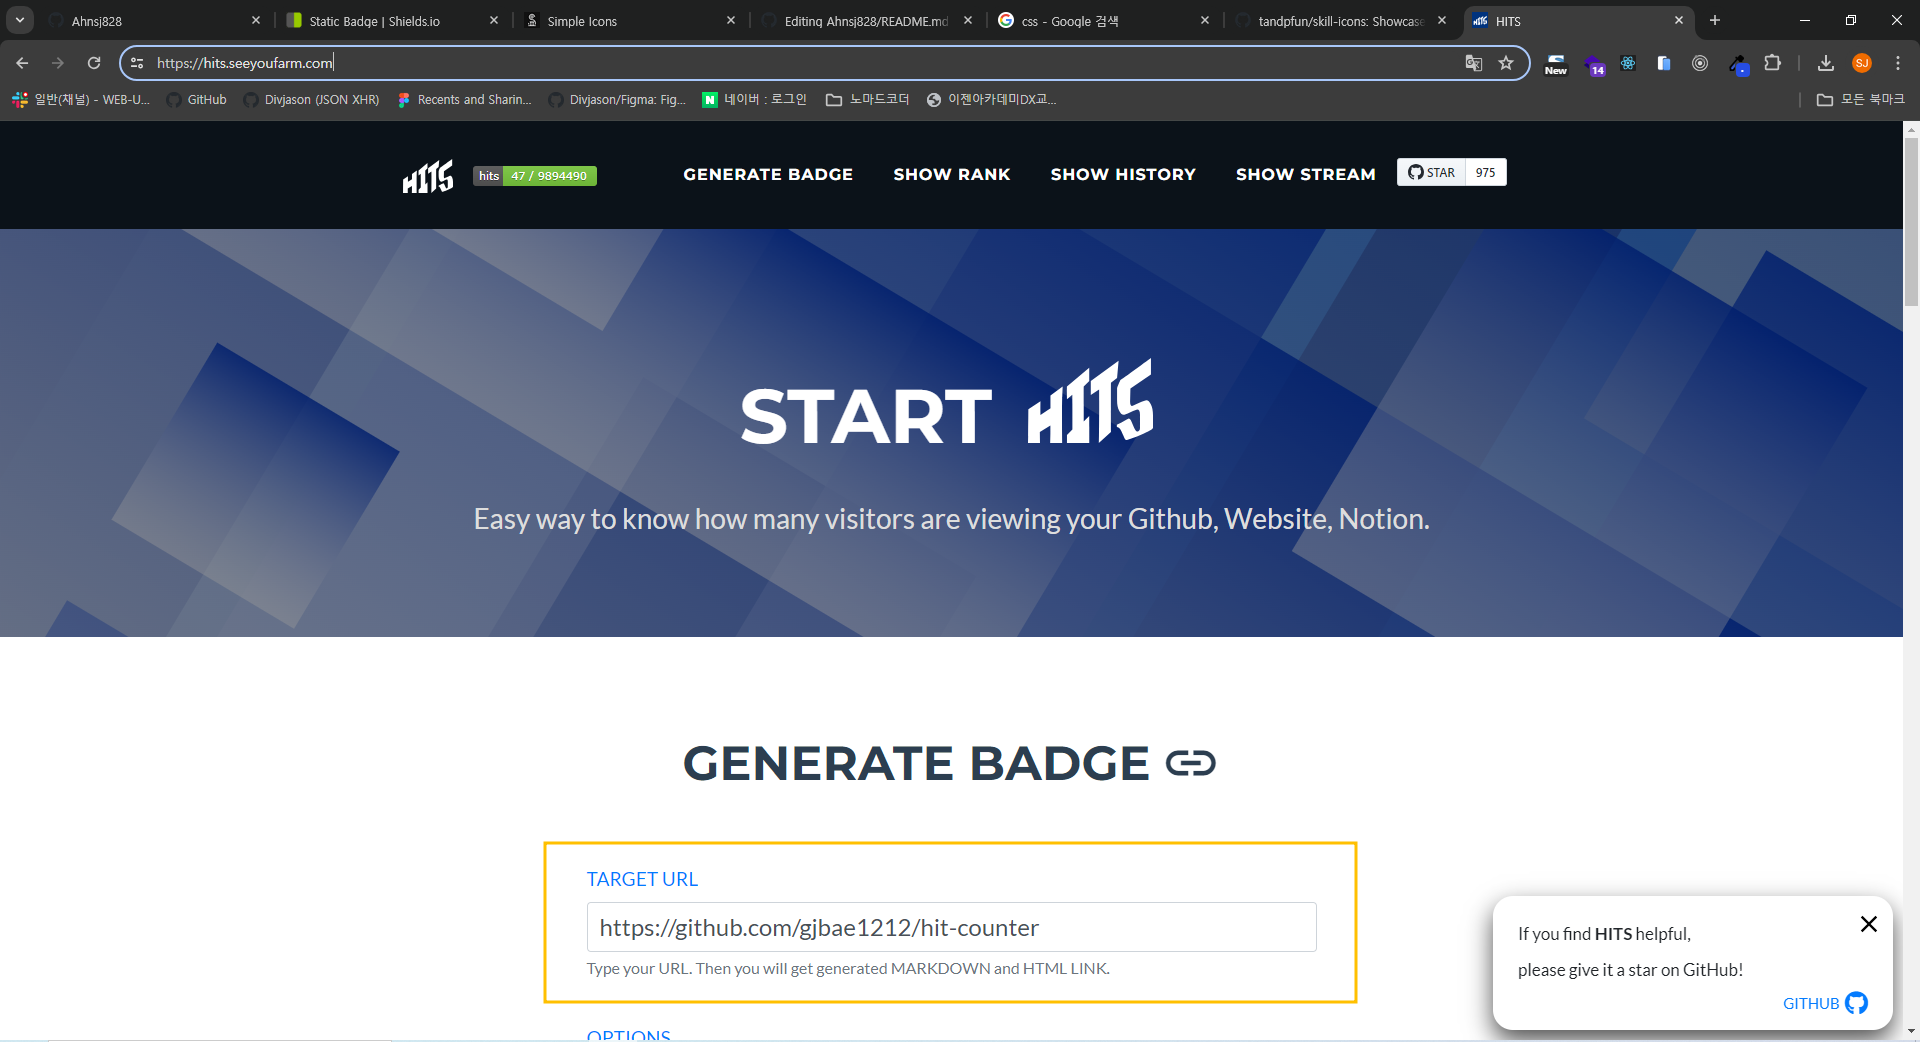 Ahnsj828
Static Badge | Shields.io
Simple Icons
Editing Ahnsj828/README.md
css - Google 검색
tandpfun/skill-icons: Showcase
HITS
https://hits.seeyoufarm.com
New
14
SJ
일반(채널) - WEB-U...
GitHub
Divjason (JSON XHR)
Recents and Sharin...
Divjason/Figma: Fig...
네이버 : 로그인
노마드코더
이젠아카데미DX교...
모든 북마크
HITS
hits 47 / 9894490
GENERATE BADGE
SHOW RANK
SHOW HISTORY
SHOW STREAM
STAR 975
START HITS
Easy way to know how many visitors are viewing your Github, Website, Notion.
GENERATE BADGE
TARGET URL
https://github.com/gjbae1212/hit-counter
Type your URL. Then you will get generated MARKDOWN and HTML LINK.
OPTIONS
If you find HITS helpful,
please give it a star on GitHub!
GITHUB